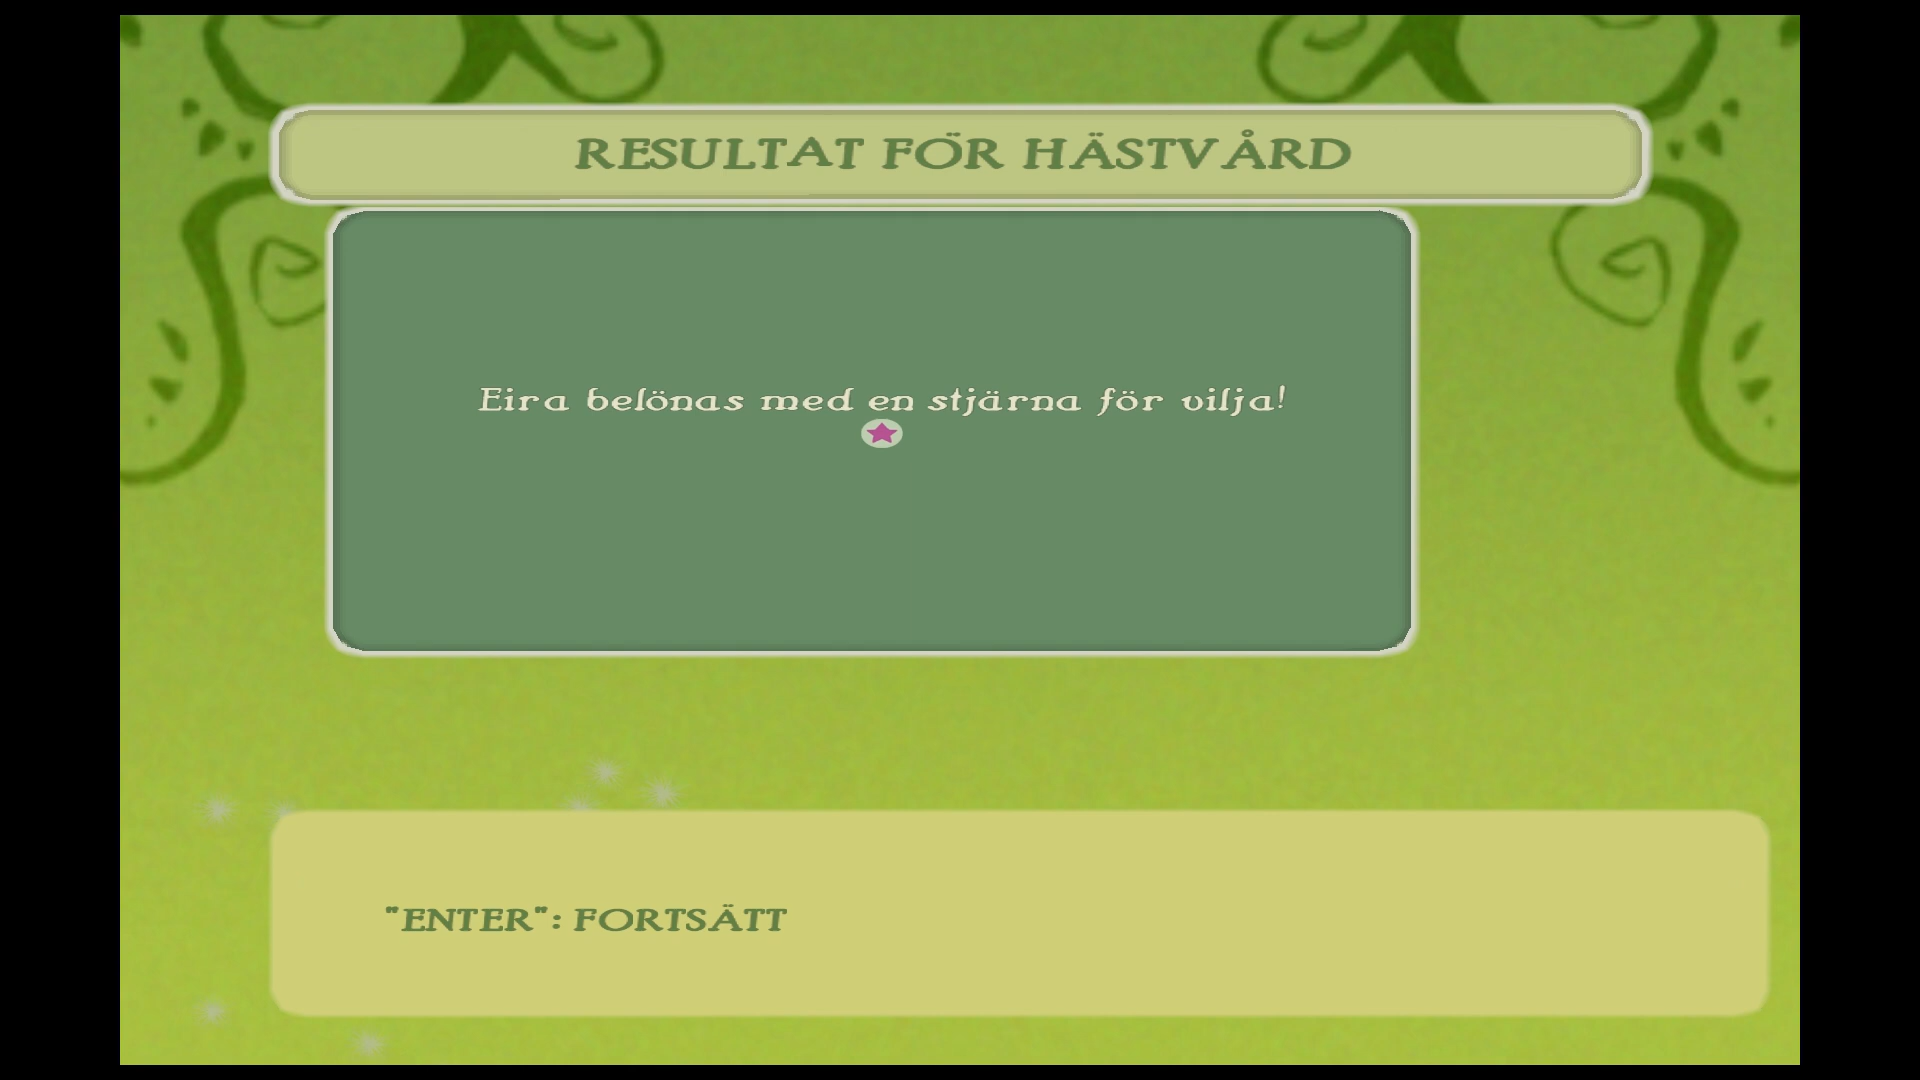 RESULTAT FÖR HÄSTVÅRD
Eira belönas med en stjärna för vilja!
"ENTER": FORTSÄTT